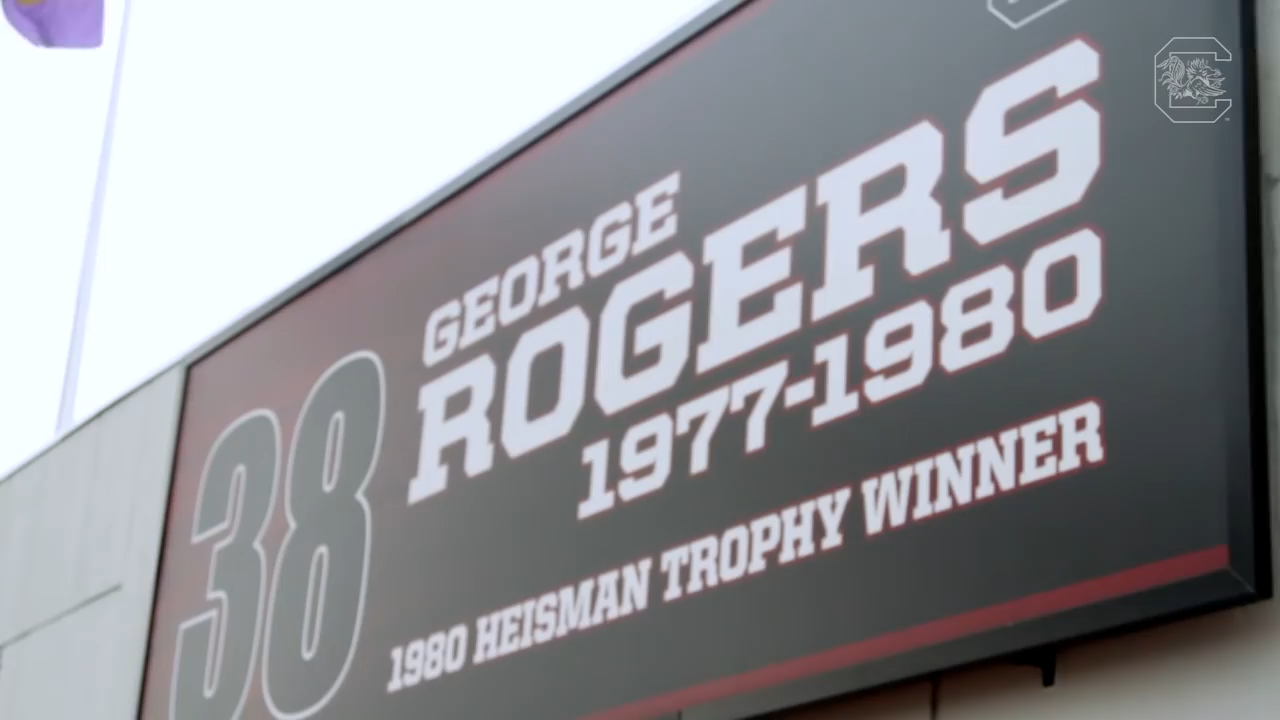 GEORGE
ROGERS
1977-1980
38
1980 HEISMAN TROPHY WINNER